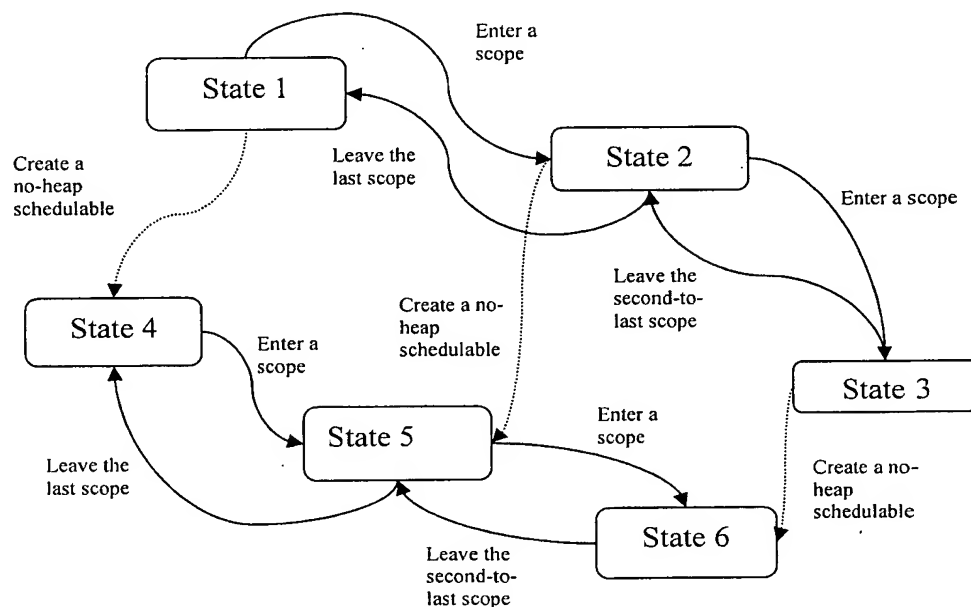 Enter a
scope
State 1
Leave the
last scope
State 2
Create a
no-heap
schedulable
Enter a scope
Leave the
second-to-
last scope
Create a no-
heap
schedulable
State 4
Enter a
scope
State 3
State 5
Enter a
scope
Leave the
last scope
Create a no-
heap
schedulable
State 6
Leave the
second-to-
last scope